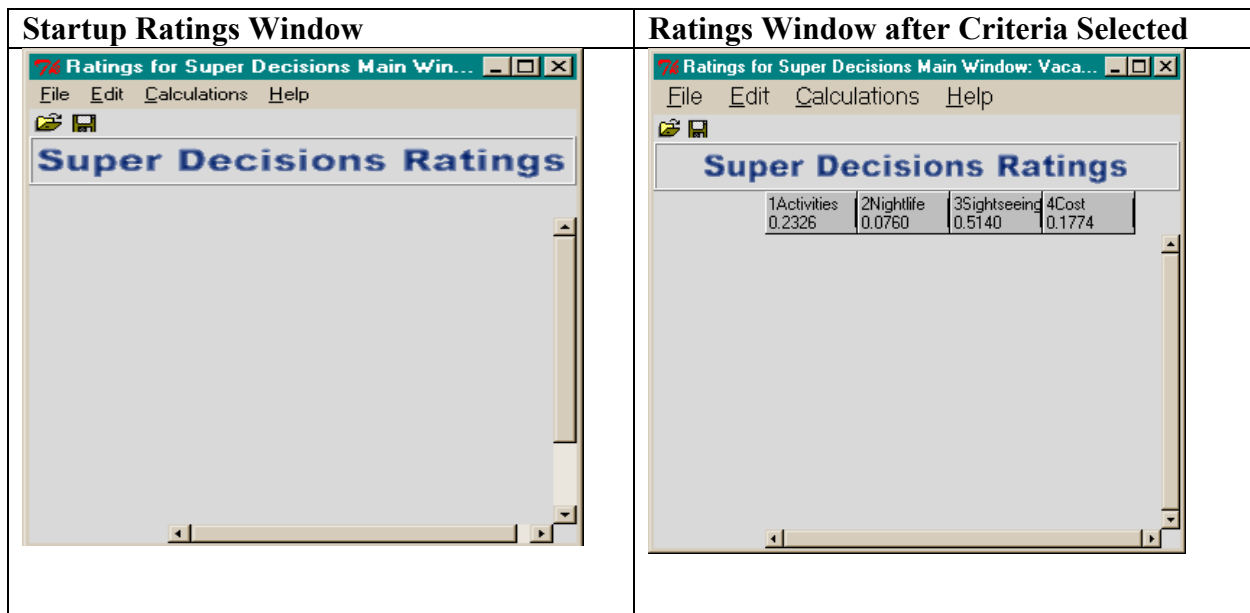 Startup Ratings Window
Ratings for Super Decisions Main Win...
File Edit Calculations Help
Super Decisions Ratings
Ratings Window after Criteria Selected
Ratings for Super Decisions Main Window: Vaca...
File Edit Calculations Help
Super Decisions Ratings
1Activities 2Nightlife 3Sightseeing 4Cost
0.2326 0.0760 0.5140 0.1774